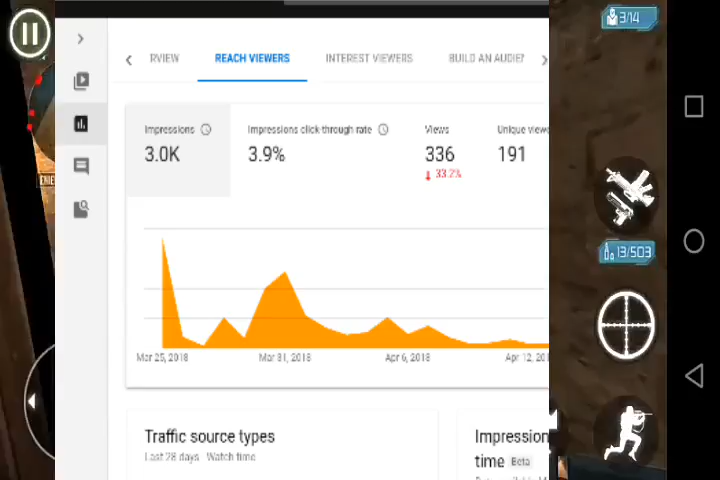 3/14
RVIEW REACH VIEWERS INTEREST VIEWERS BUILD AN AUDIEN
Impressions Impressions click-through rate Views Unique viewe
3.0K 3.9% 336 191
33.2%
13/503
Mar 25, 2018 Mar 31, 2018 Apr 6, 2018 Apr 12, 201
Traffic source types
Last 28 days · Watch time
Impression
time Beta